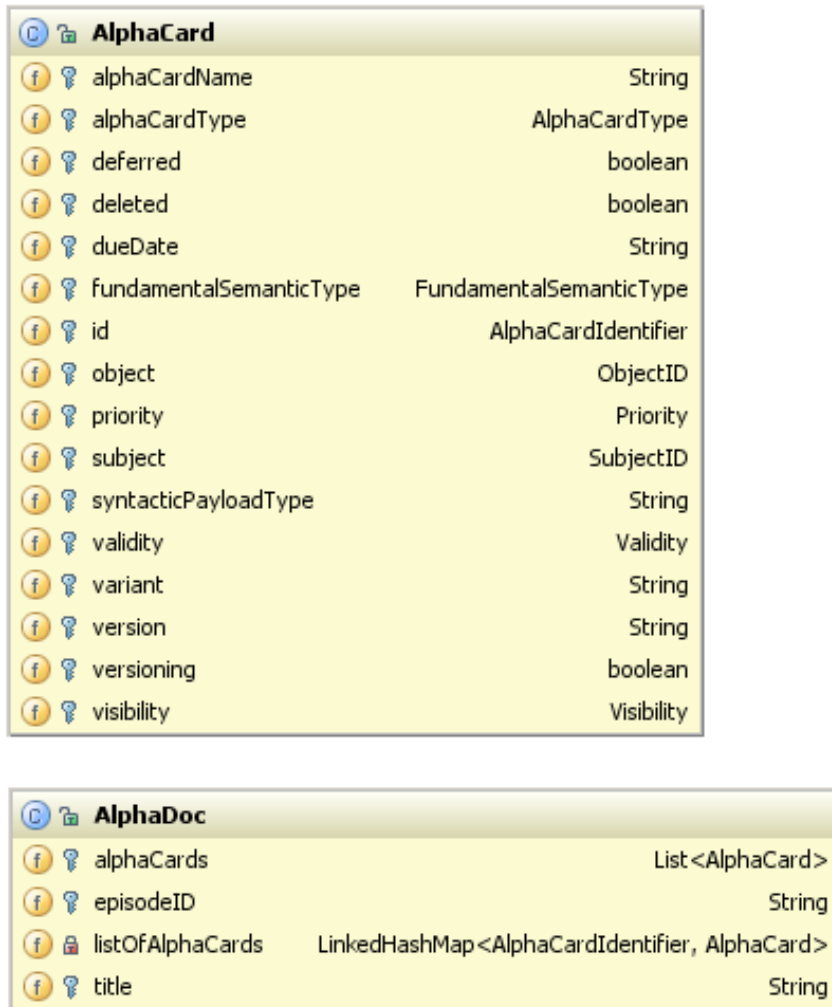 AlphaCard
alphaCardName String
alphaCardType AlphaCardType
deferred boolean
deleted boolean
dueDate String
fundamentalSemanticType FundamentalSemanticType
id AlphaCardIdentifier
object ObjectID
priority Priority
subject SubjectID
syntacticPayloadType String
validity Validity
variant String
version String
versioning boolean
visibility Visibility
AlphaDoc
alphaCards List<AlphaCard>
episodeID String
listOfAlphaCards LinkedHashMap<AlphaCardIdentifier, AlphaCard>
title String